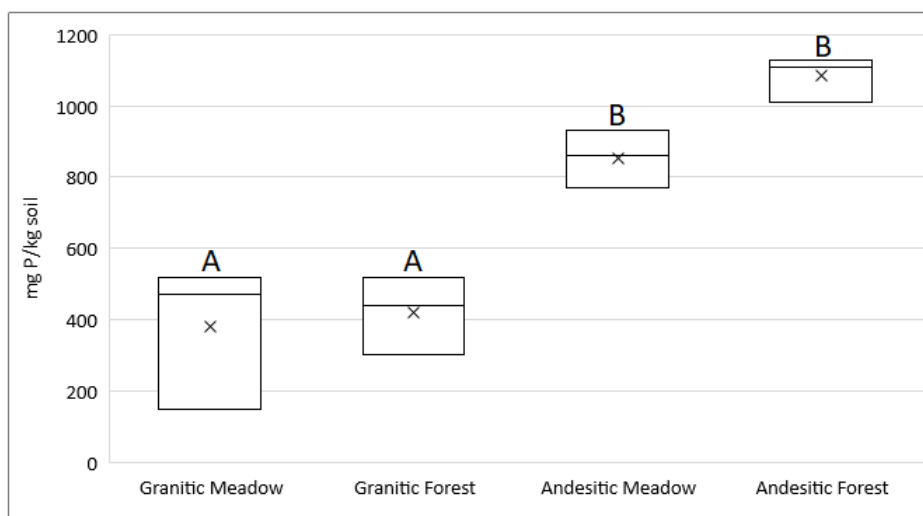 1200
1000
800
600
400
200
0
mg P/kg soil
A
A
B
B
Granitic Meadow
Granitic Forest
Andesitic Meadow
Andesitic Forest